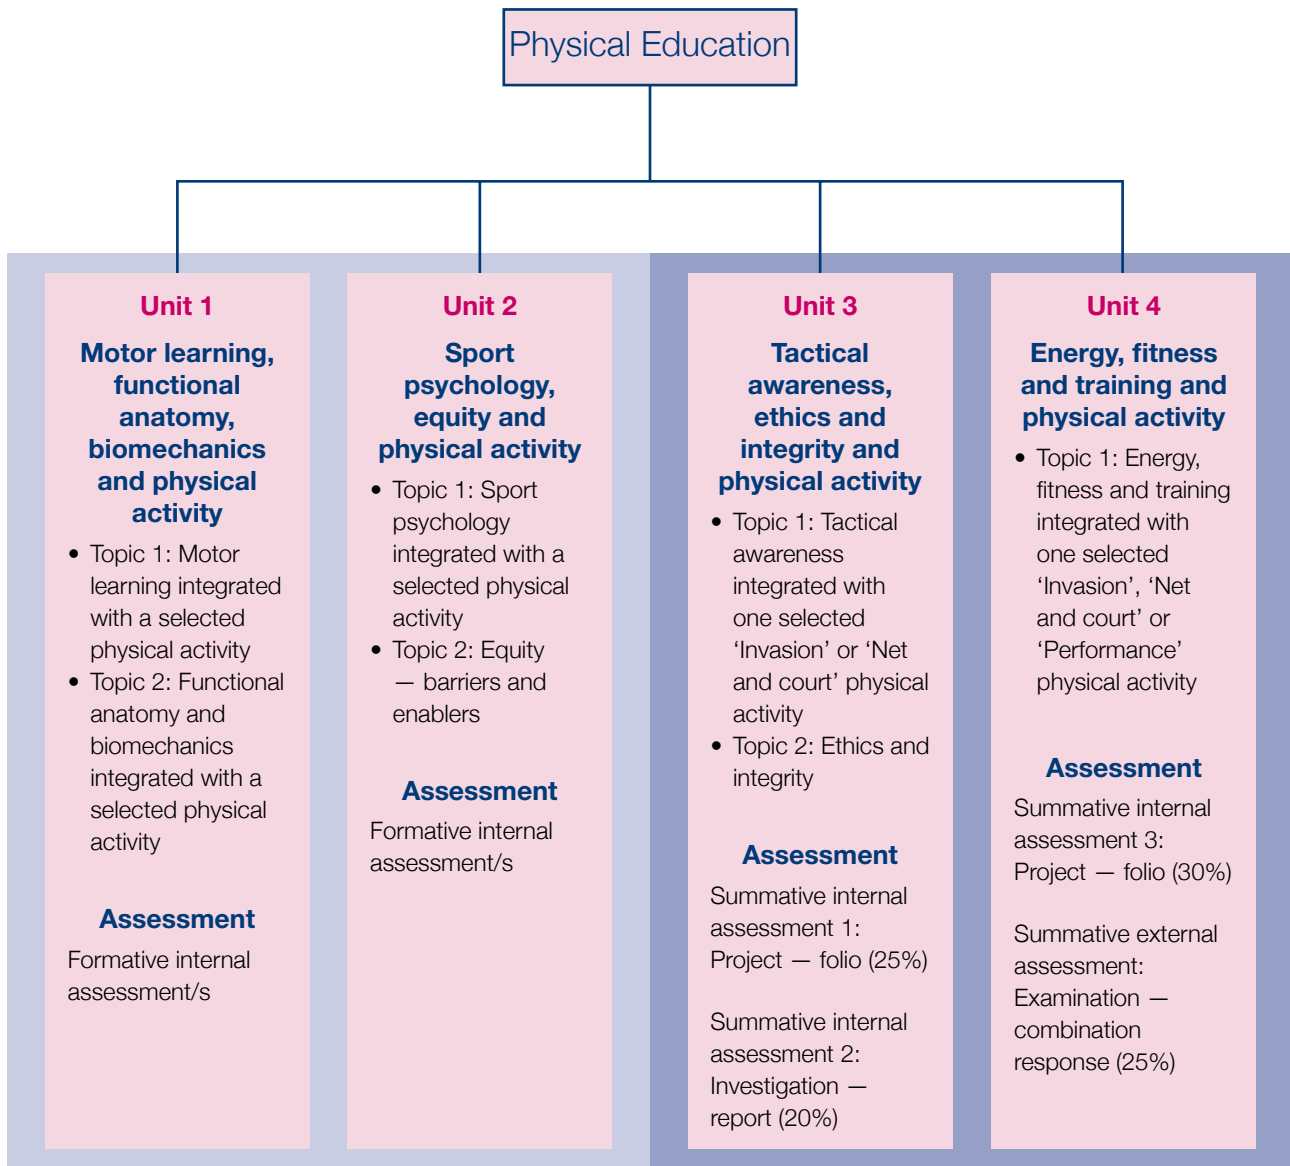 Physical Education
Unit 1
Motor learning,
functional
anatomy,
biomechanics
and physical
activity
• Topic 1: Motor
learning integrated
with a selected
physical activity
• Topic 2: Functional
anatomy and
biomechanics
integrated with a
selected physical
activity
Assessment
Formative internal
assessment/s
Unit 2
Sport
psychology,
equity and
physical activity
• Topic 1: Sport
psychology
integrated with a
selected physical
activity
• Topic 2: Equity
— barriers and
enablers
Assessment
Formative internal
assessment/s
Unit 3
Tactical
awareness,
ethics and
integrity and
physical activity
• Topic 1: Tactical
awareness
integrated with
one selected
‘Invasion’ or ‘Net
and court’ physical
activity
• Topic 2: Ethics and
integrity
Assessment
Summative internal
assessment 1:
Project — folio (25%)
Summative internal
assessment 2:
Investigation —
report (20%)
Unit 4
Energy, fitness
and training and
physical activity
• Topic 1: Energy,
fitness and training
integrated with
one selected
‘Invasion’, ‘Net
and court’ or
‘Performance’
physical activity
Assessment
Summative internal
assessment 3:
Project — folio (30%)
Summative external
assessment:
Examination —
combination
response (25%)